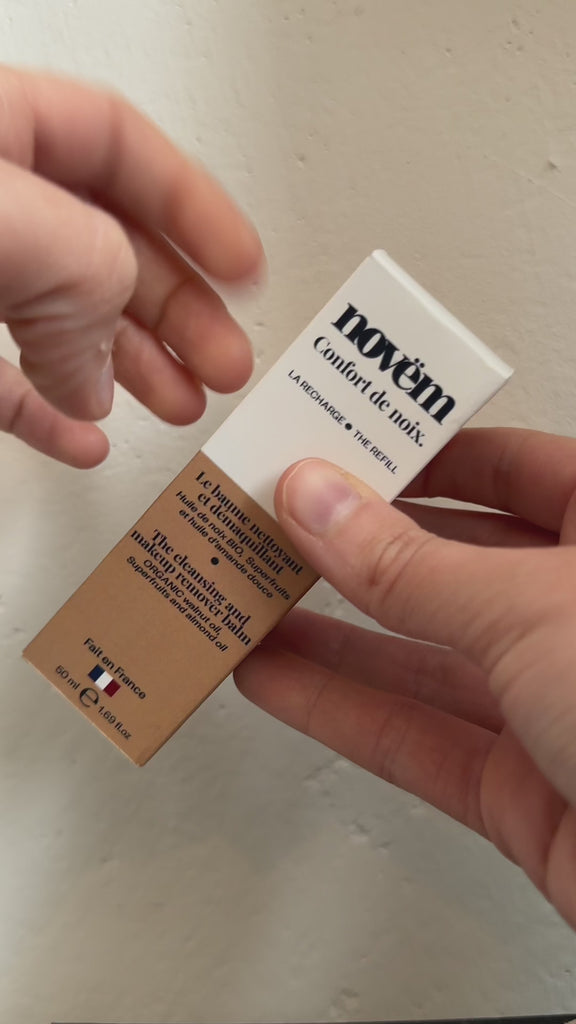 novëm
Confort de noix.
LA RECHARGE • THE REFILL
Le baume nettoyant
et démaquillant
Huile de noix BIO, Superfruits
et huile d'amande douce
•
The cleansing and
makeup remover balm
ORGANIC walnut oil,
Superfruits and almond oil
Fait en France
50 ml ℮ 1.69 fl.oz